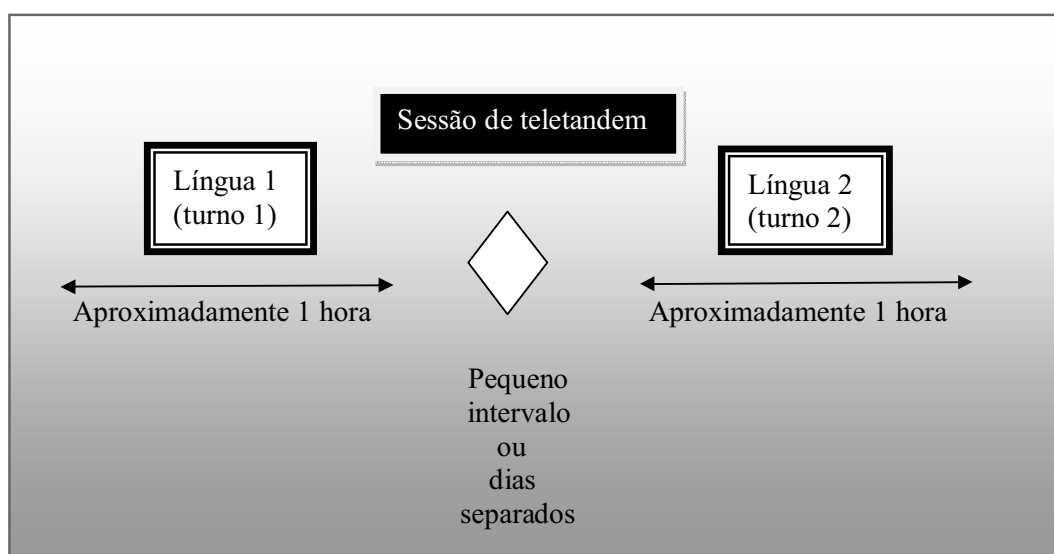 Sessão de teletandem
Língua 1
(turno 1)
Língua 2
(turno 2)
Aproximadamente 1 hora
Aproximadamente 1 hora
Pequeno
intervalo
ou
dias
separados